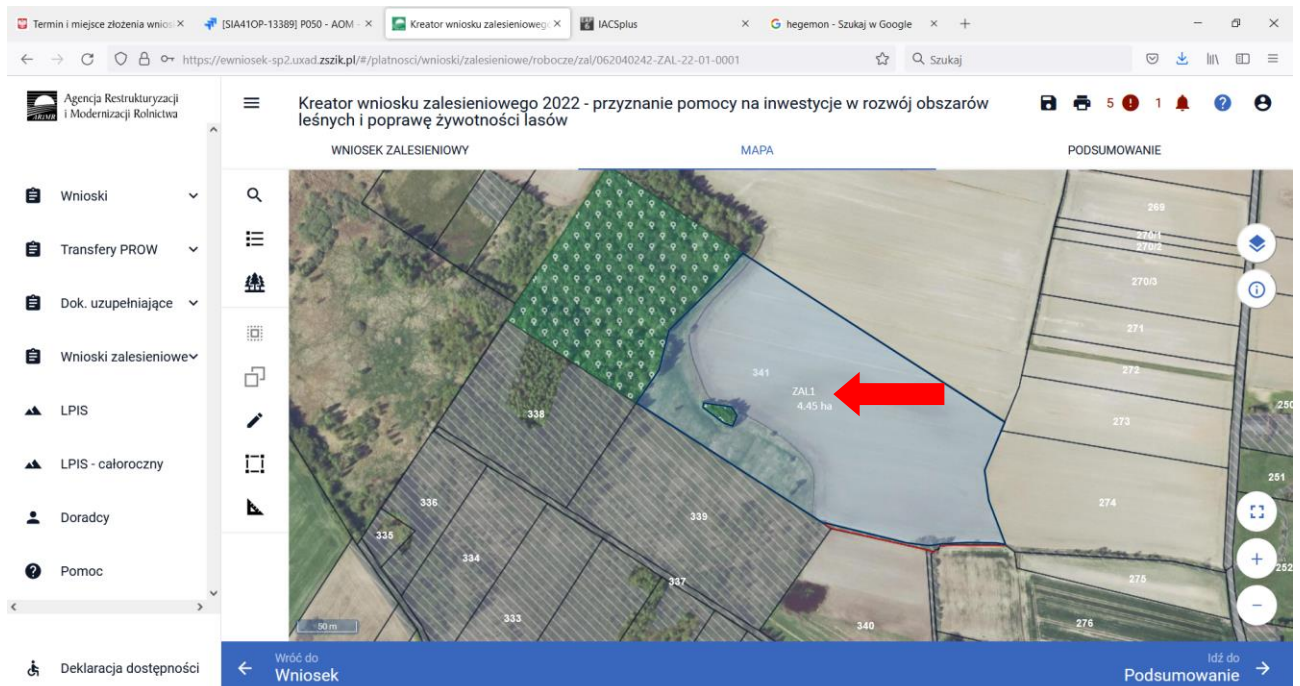 Termin i miejsce złożenia wnios
[SIA41OP-13389] P050 - AOM -
Kreator wniosku zalesieniowego
IACSplus
hegemon - Szukaj w Google
https://ewniosek-sp2.uxad.zszik.pl/#/platnosci/wnioski/zalesieniowe/robocze/zal/062040242-ZAL-22-01-0001
Szukaj
ARiMR
Agencja Restrukturyzacji
i Modernizacji Rolnictwa
Kreator wniosku zalesieniowego 2022 - przyznanie pomocy na inwestycje w rozwój obszarów
leśnych i poprawę żywotności lasów
5
1
WNIOSEK ZALESIENIOWY
MAPA
PODSUMOWANIE
Wnioski
Transfery PROW
Dok. uzupełniające
Wnioski zalesieniowe
LPIS
LPIS - całoroczny
Doradcy
Pomoc
Deklaracja dostępności
269
270/1
270/2
270/3
271
272
273
274
275
276
250
251
252
341
ZAL1
4.45 ha
338
339
336
335
334
337
333
340
50 m
Wróć do
Wniosek
Idź do
Podsumowanie